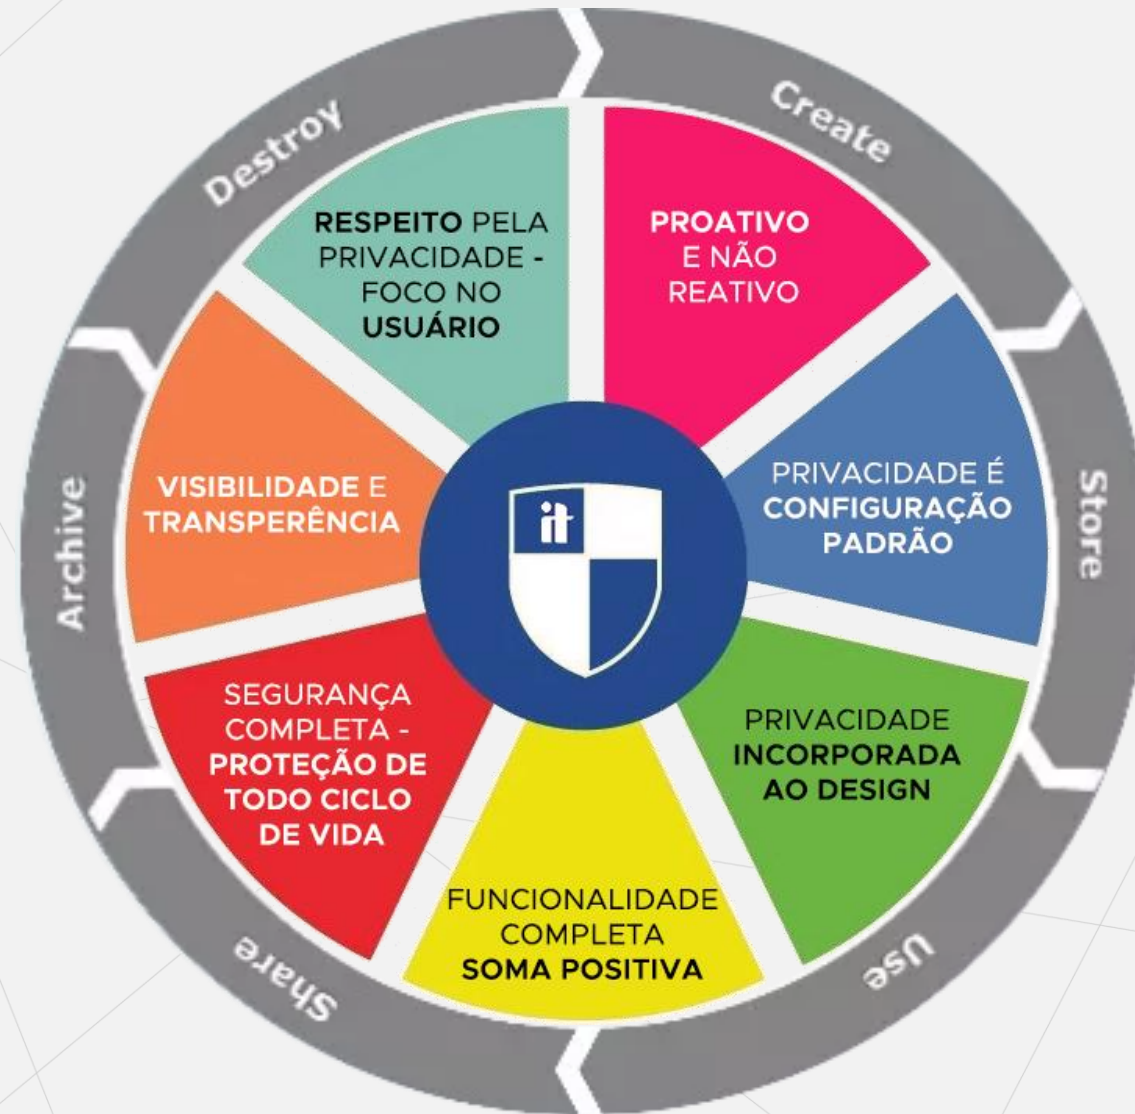 Create
Store
Use
Share
Archive
Destroy
PROATIVO
E NÃO
REATIVO
PRIVACIDADE É
CONFIGURAÇÃO
PADRÃO
PRIVACIDADE
INCORPORADA
AO DESIGN
FUNCIONALIDADE
COMPLETA
SOMA POSITIVA
SEGURANÇA
COMPLETA -
PROTEÇÃO DE
TODO CICLO
DE VIDA
VISIBILIDADE E
TRANSPERÊNCIA
RESPEITO PELA
PRIVACIDADE -
FOCO NO
USUÁRIO
it